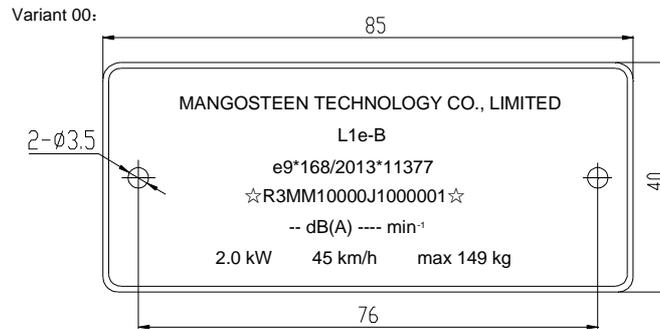 Variant 00:
85
MANGOSTEEN TECHNOLOGY CO., LIMITED
L1e-B
2-ø3.5
e9*168/2013*11377
40
☆R3MM10000J1000001☆
-- dB(A) ---- min⁻¹
2.0 kW 45 km/h max 149 kg
76